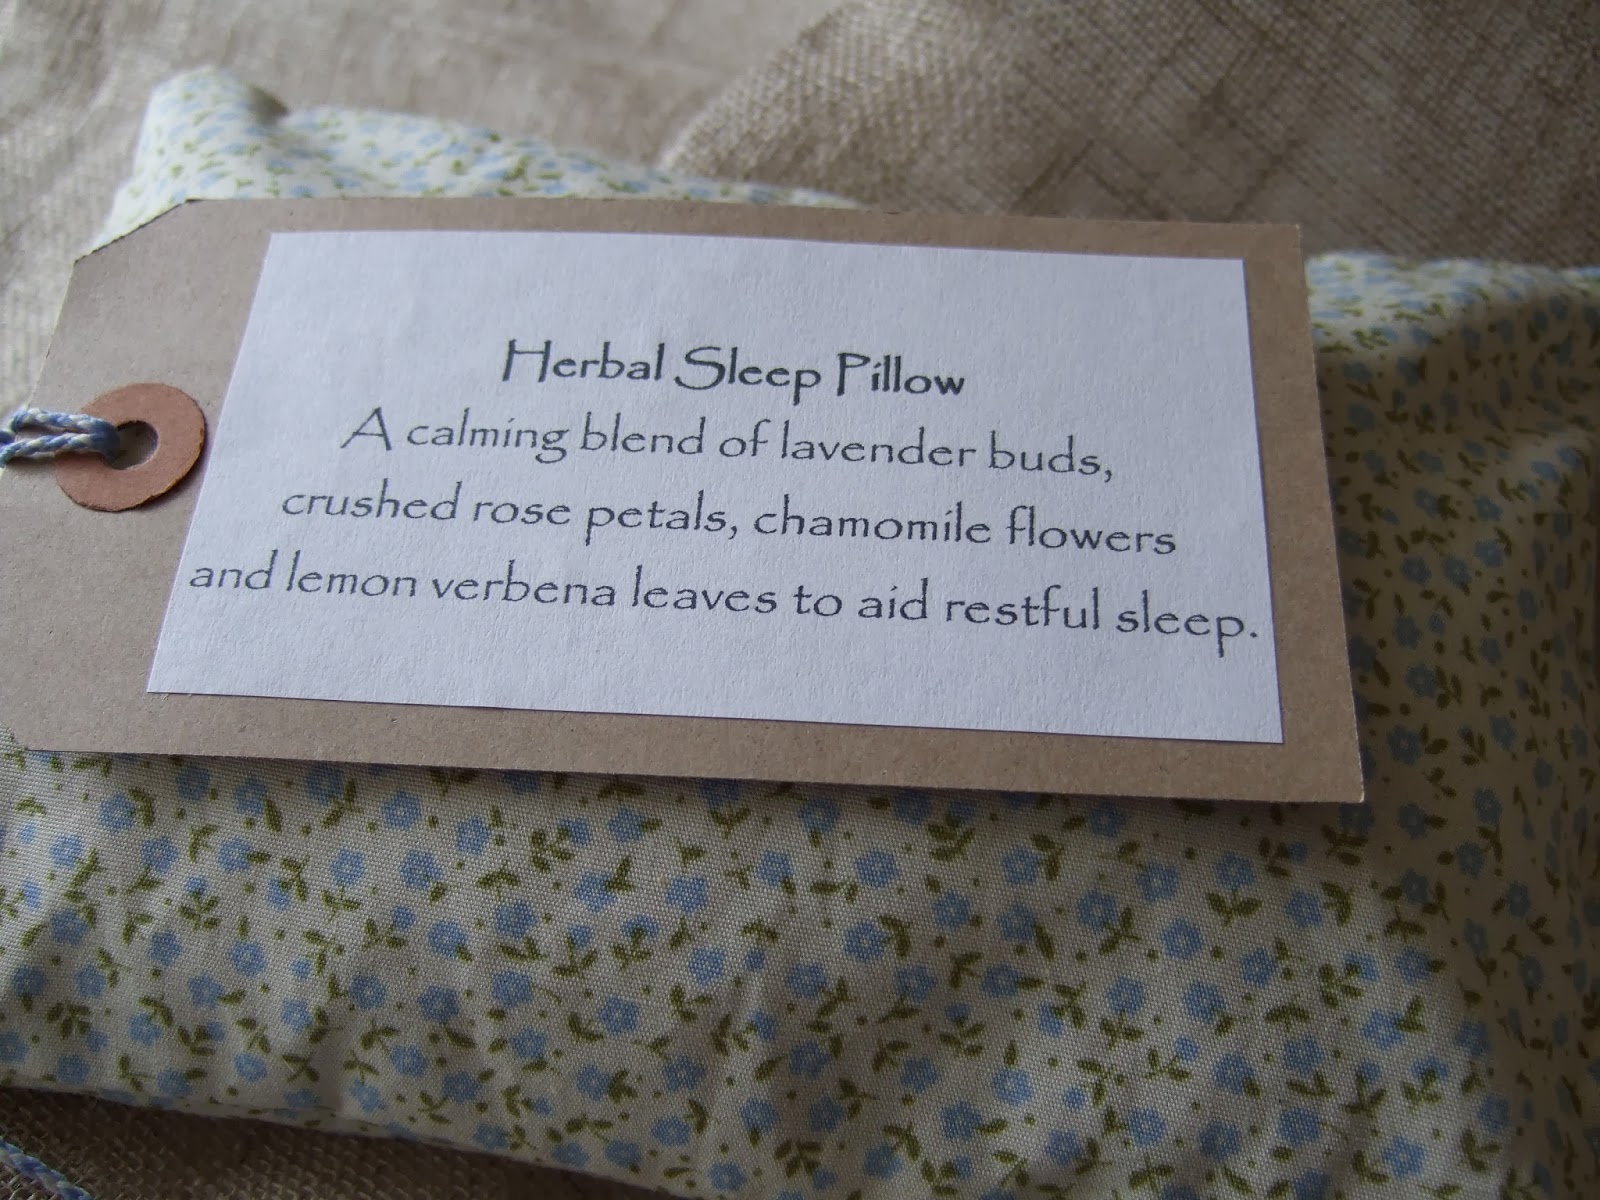 Herbal Sleep Pillow
A calming blend of lavender buds,
crushed rose petals, chamomile flowers
and lemon verbena leaves to aid restful sleep.